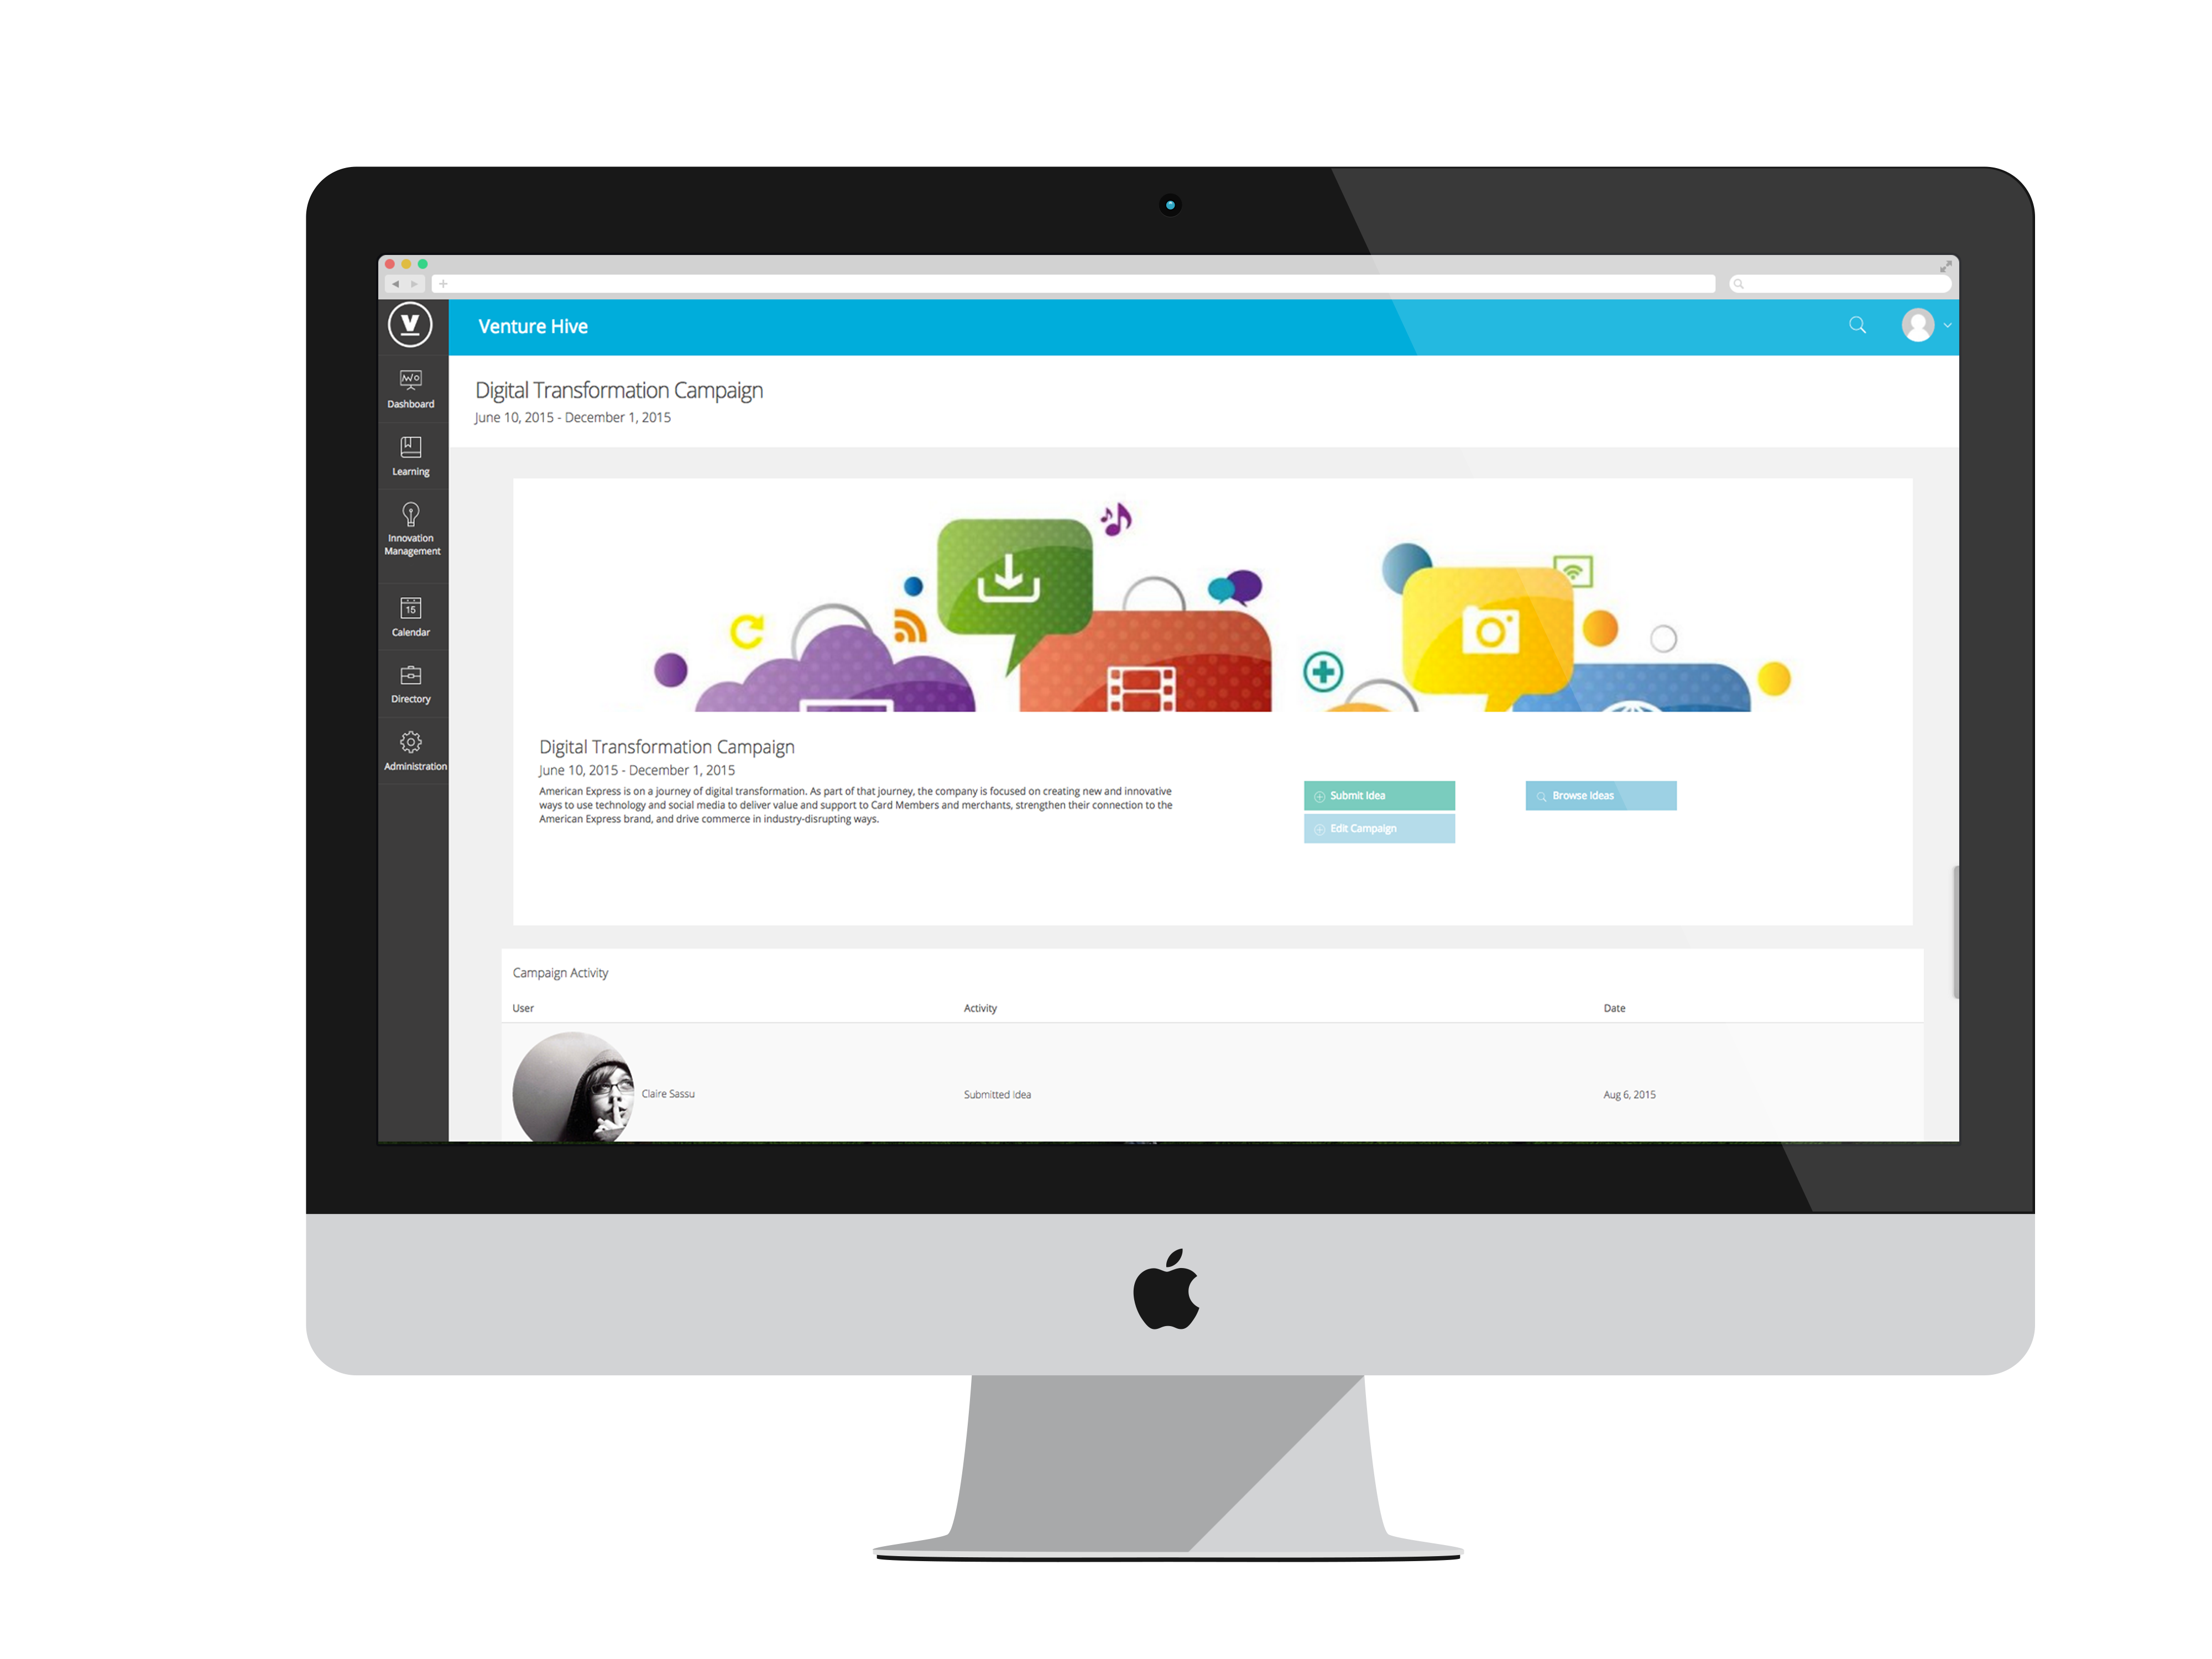 V
Venture Hive
Dashboard
Learning
Innovation
Management
15
Calendar
Directory
Administration
Digital Transformation Campaign
June 10, 2015 - December 1, 2015
Digital Transformation Campaign
June 10, 2015 - December 1, 2015
American Express is on a journey of digital transformation. As part of that journey, the company is focused on creating new and innovative
ways to use technology and social media to deliver value and support to Card Members and merchants, strengthen their connection to the
American Express brand, and drive commerce in industry-disrupting ways.
Submit Idea
Browse Ideas
Edit Campaign
Campaign Activity
User Activity Date
Claire Sassu Submitted Idea Aug 6, 2015